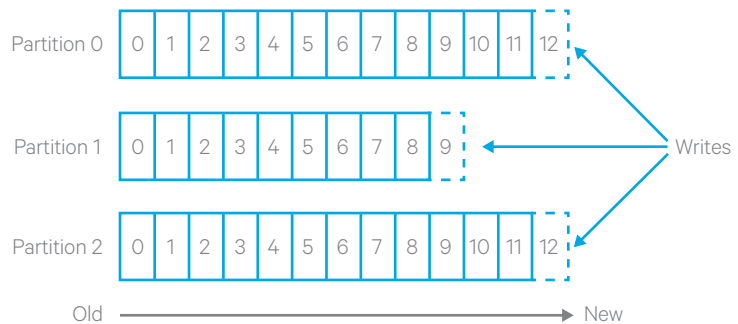 Partition 0 0 1 2 3 4 5 6 7 8 9 10 11 12
Partition 1 0 1 2 3 4 5 6 7 8 9
Writes
Partition 2 0 1 2 3 4 5 6 7 8 9 10 11 12
Old New